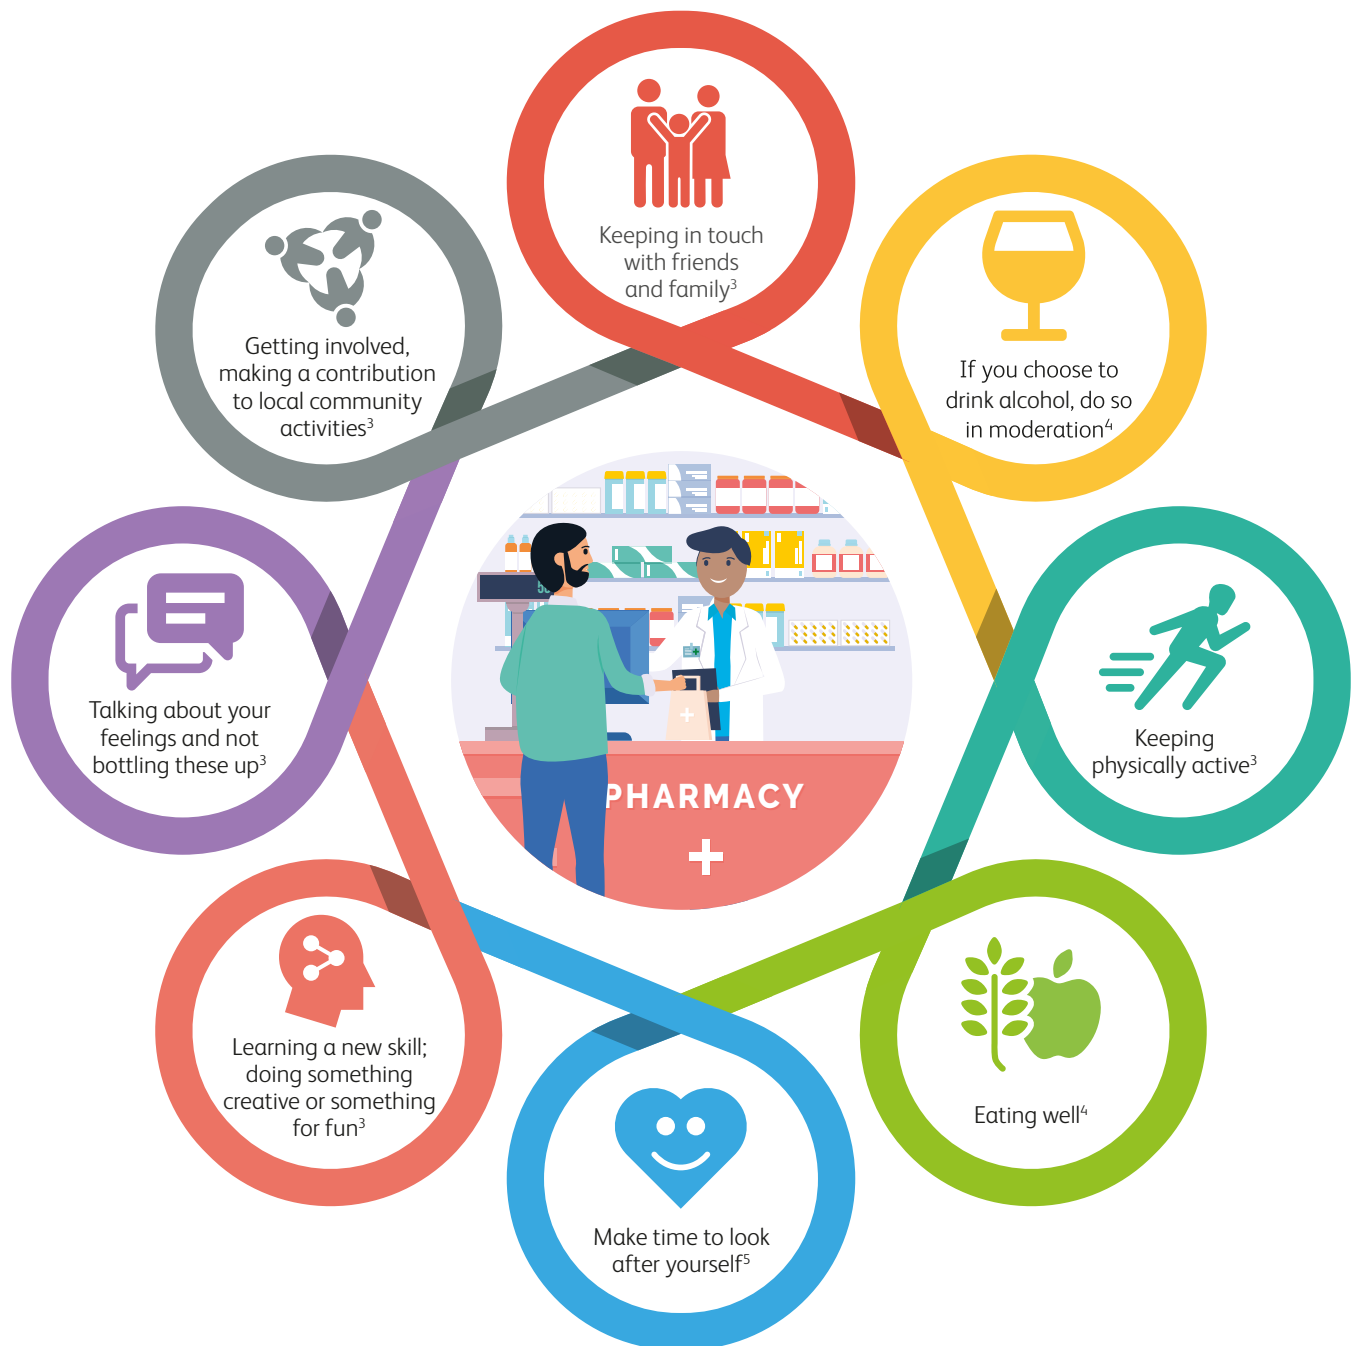 Keeping in touch
with friends
and family³
If you choose to
drink alcohol, do so
in moderation⁴
Keeping
physically active³
Eating well⁴
Make time to look
after yourself⁵
Learning a new skill;
doing something
creative or something
for fun³
Talking about your
feelings and not
bottling these up³
Getting involved,
making a contribution
to local community
activities³
PHARMACY